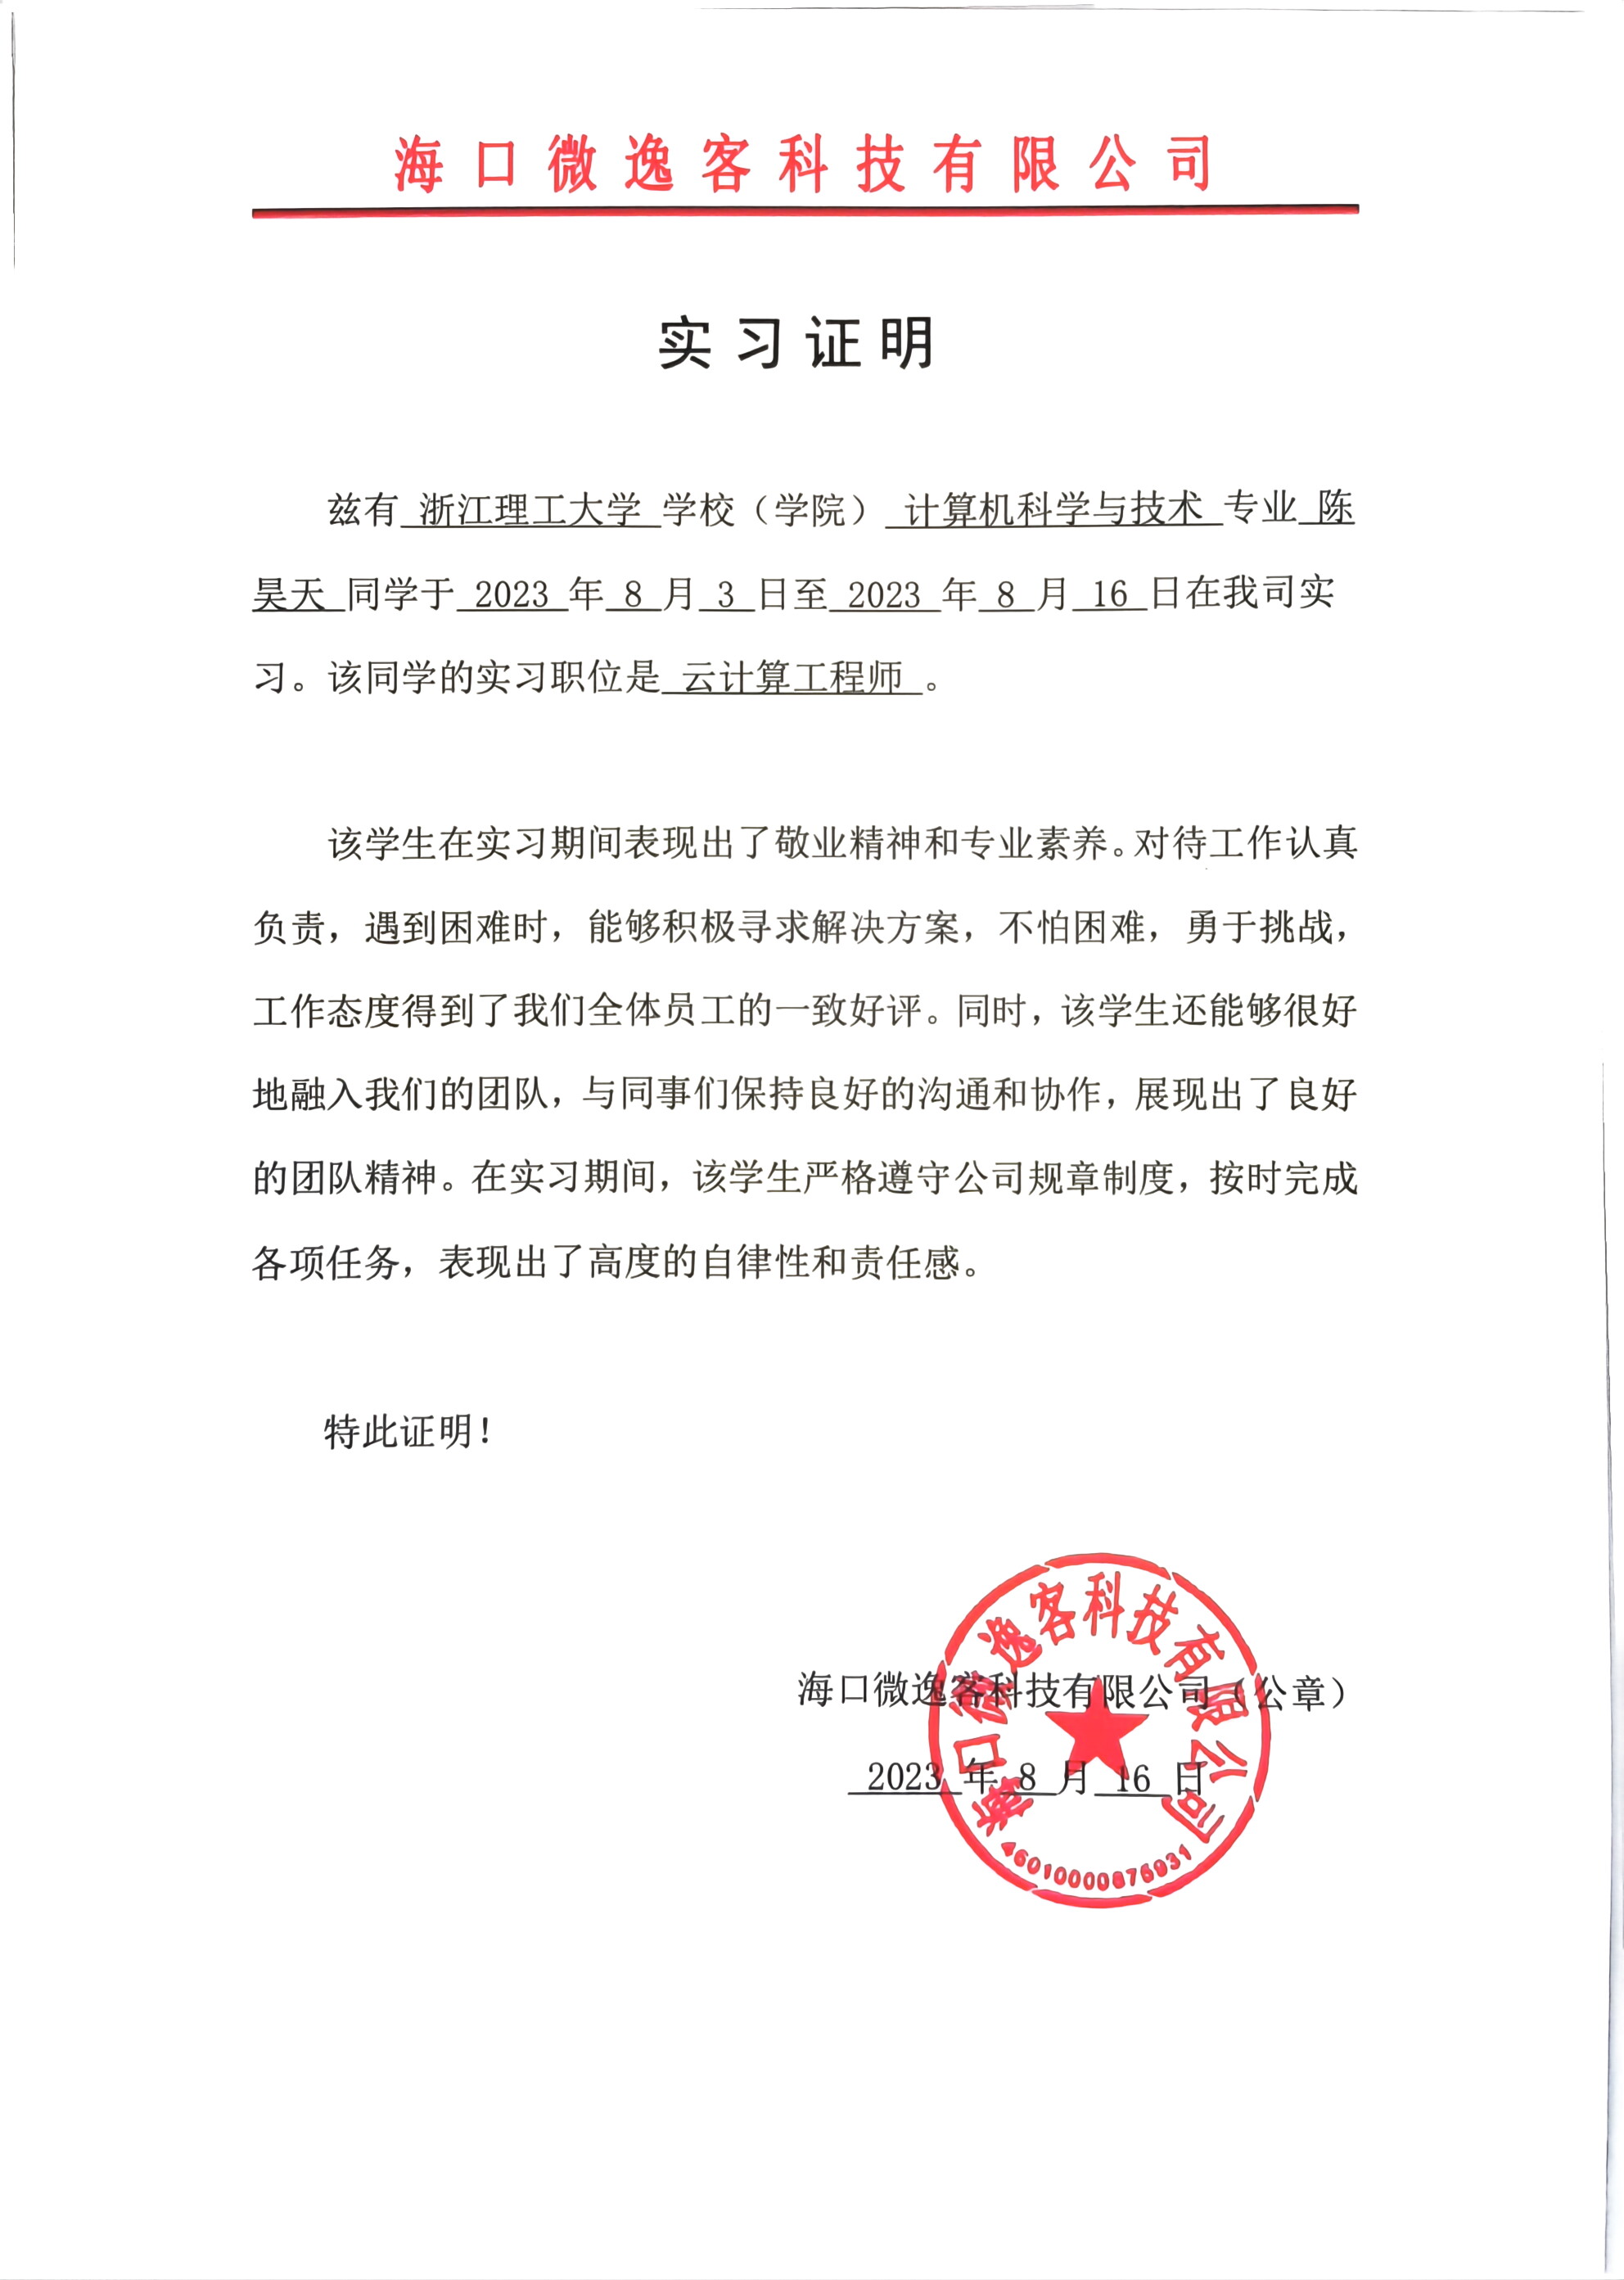 海口微逸客科技有限公司
实习证明
兹有 浙江理工大学 学校（学院） 计算机科学与技术 专业 陈
昊天 同学于 2023 年 8 月 3 日至 2023 年 8 月 16 日在我司实
习。该同学的实习职位是 云计算工程师 。
该学生在实习期间表现出了敬业精神和专业素养。对待工作认真
负责，遇到困难时，能够积极寻求解决方案，不怕困难，勇于挑战，
工作态度得到了我们全体员工的一致好评。同时，该学生还能够很好
地融入我们的团队，与同事们保持良好的沟通和协作，展现出了良好
的团队精神。在实习期间，该学生严格遵守公司规章制度，按时完成
各项任务，表现出了高度的自律性和责任感。
特此证明！
海口微逸客科技有限公司（公章）
2023 年 8 月 16 日
海口微逸客科技有限公司